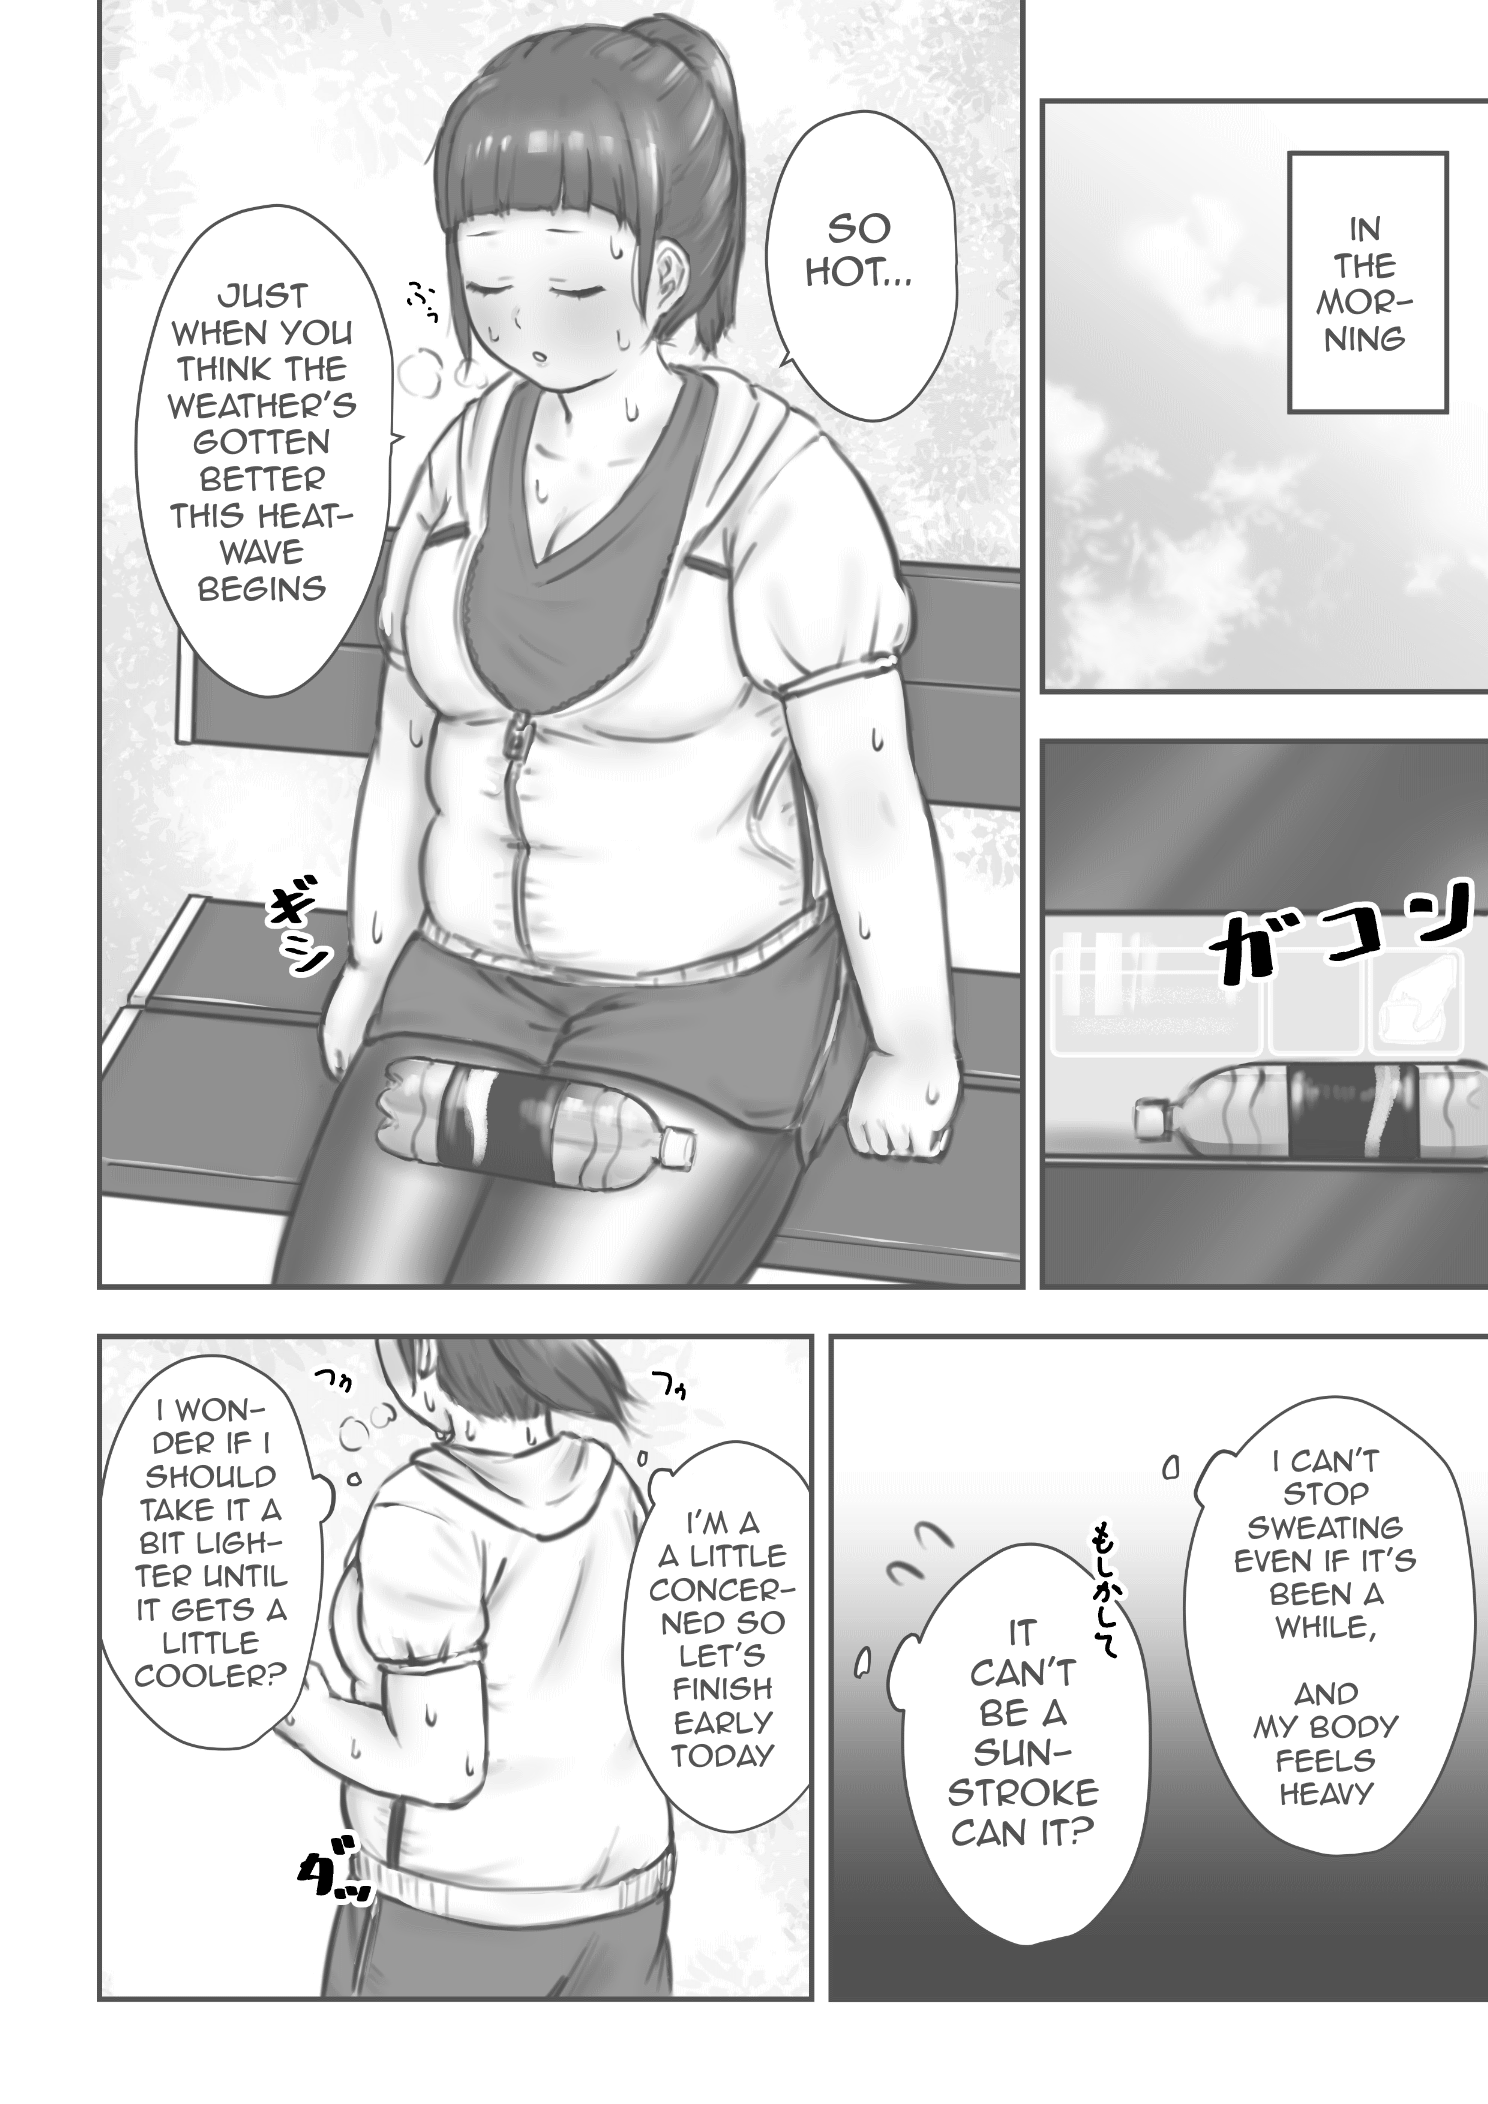 IN
THE
MOR-
NING
ガコン
SO
HOT...
ふぅ
JUST
WHEN YOU
THINK THE
WEATHER'S
GOTTEN
BETTER
THIS HEAT-
WAVE
BEGINS
ギシ
I CAN'T
STOP
SWEATING
EVEN IF IT'S
BEEN A
WHILE,
AND
MY BODY
FEELS
HEAVY
もしかして
IT
CAN'T
BE A
SUN-
STROKE
CAN IT?
フゥ
I'M A
A LITTLE
CONCER-
NED SO
LET'S
FINISH
EARLY
TODAY
フゥ
I WON-
DER IF I
SHOULD
TAKE IT A
BIT LIGH-
TER UNTIL
IT GETS A
LITTLE
COOLER?
ダッ